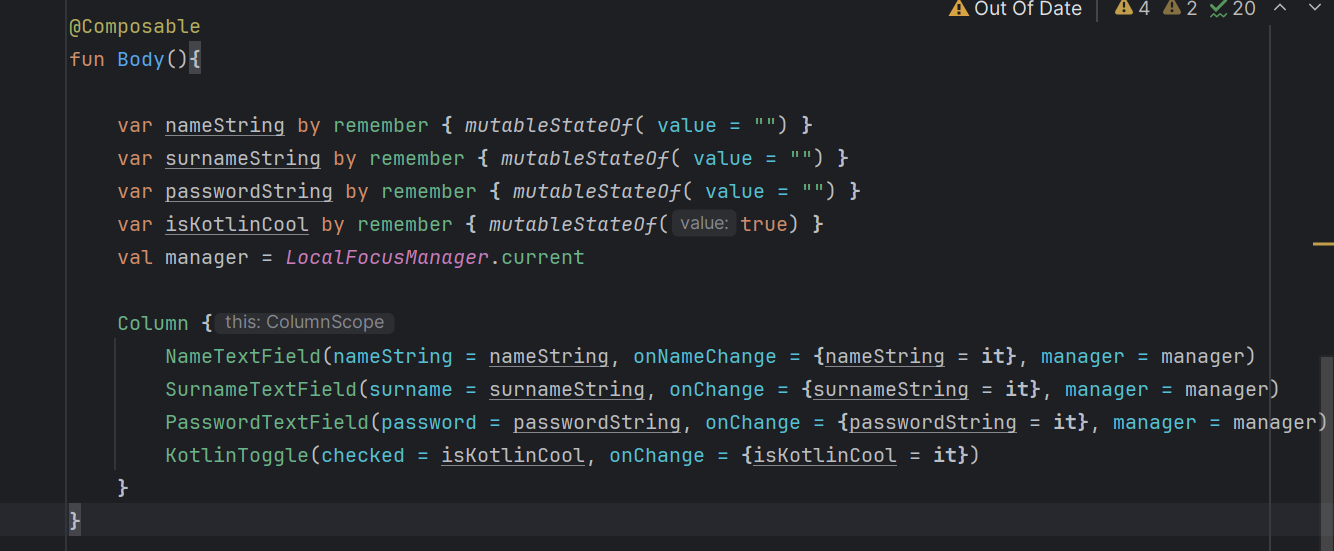 Out Of Date 4 2 20
@Composable
fun Body(){
var nameString by remember { mutableStateOf( value = "") }
var surnameString by remember { mutableStateOf( value = "") }
var passwordString by remember { mutableStateOf( value = "") }
var isKotlinCool by remember { mutableStateOf( value: true) }
val manager = LocalFocusManager.current
Column { this: ColumnScope
NameTextField(nameString = nameString, onNameChange = {nameString = it}, manager = manager)
SurnameTextField(surname = surnameString, onChange = {surnameString = it}, manager = manager)
PasswordTextField(password = passwordString, onChange = {passwordString = it}, manager = manager)
KotlinToggle(checked = isKotlinCool, onChange = {isKotlinCool = it})
}
}